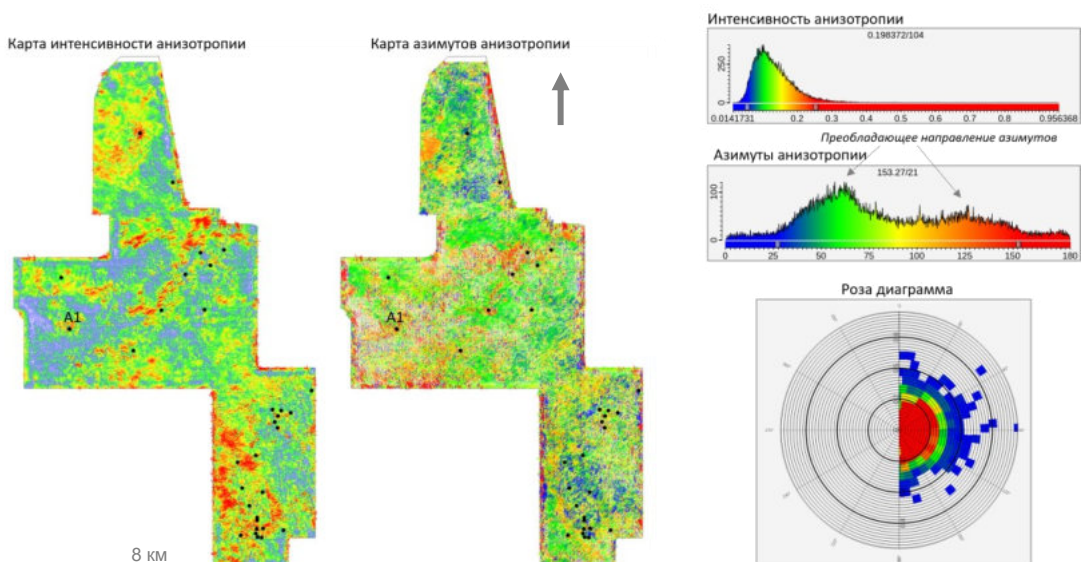 Карта интенсивности анизотропии
Карта азимутов анизотропии
A1
A1
8 км
Интенсивность анизотропии
0.198372/104
250
0
0.0141731 0.2 0.3 0.4 0.5 0.6 0.7 0.8 0.956368
Преобладающее направление азимутов
Азимуты анизотропии
153.27/21
100
0
0 25 50 75 100 125 150 180
Роза диаграмма